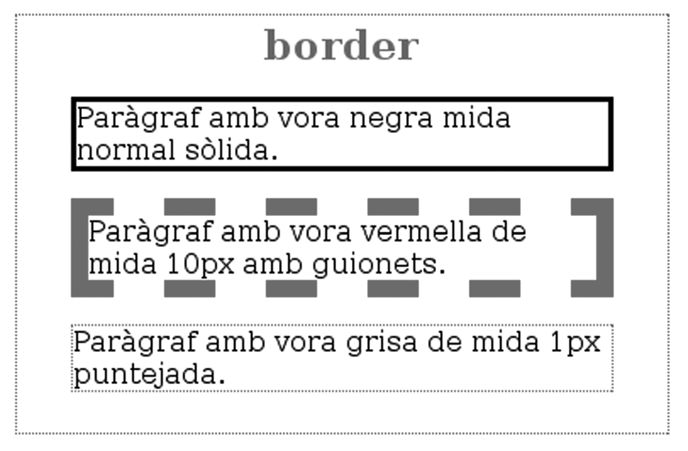 border
Paràgraf amb vora negra mida
normal sòlida.
Paràgraf amb vora vermella de
mida 10px amb guionets.
Paràgraf amb vora grisa de mida 1px
puntejada.